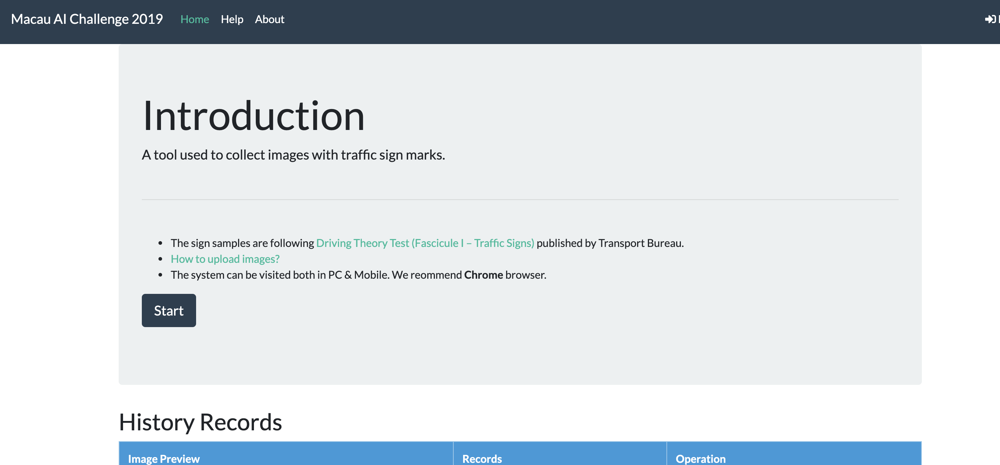 Macau AI Challenge 2019 Home Help About
Introduction
A tool used to collect images with traffic sign marks.
The sign samples are following Driving Theory Test (Fascicule I – Traffic Signs) published by Transport Bureau.
How to upload images?
The system can be visited both in PC & Mobile. We reommend Chrome browser.
Start
History Records
Image Preview Records Operation